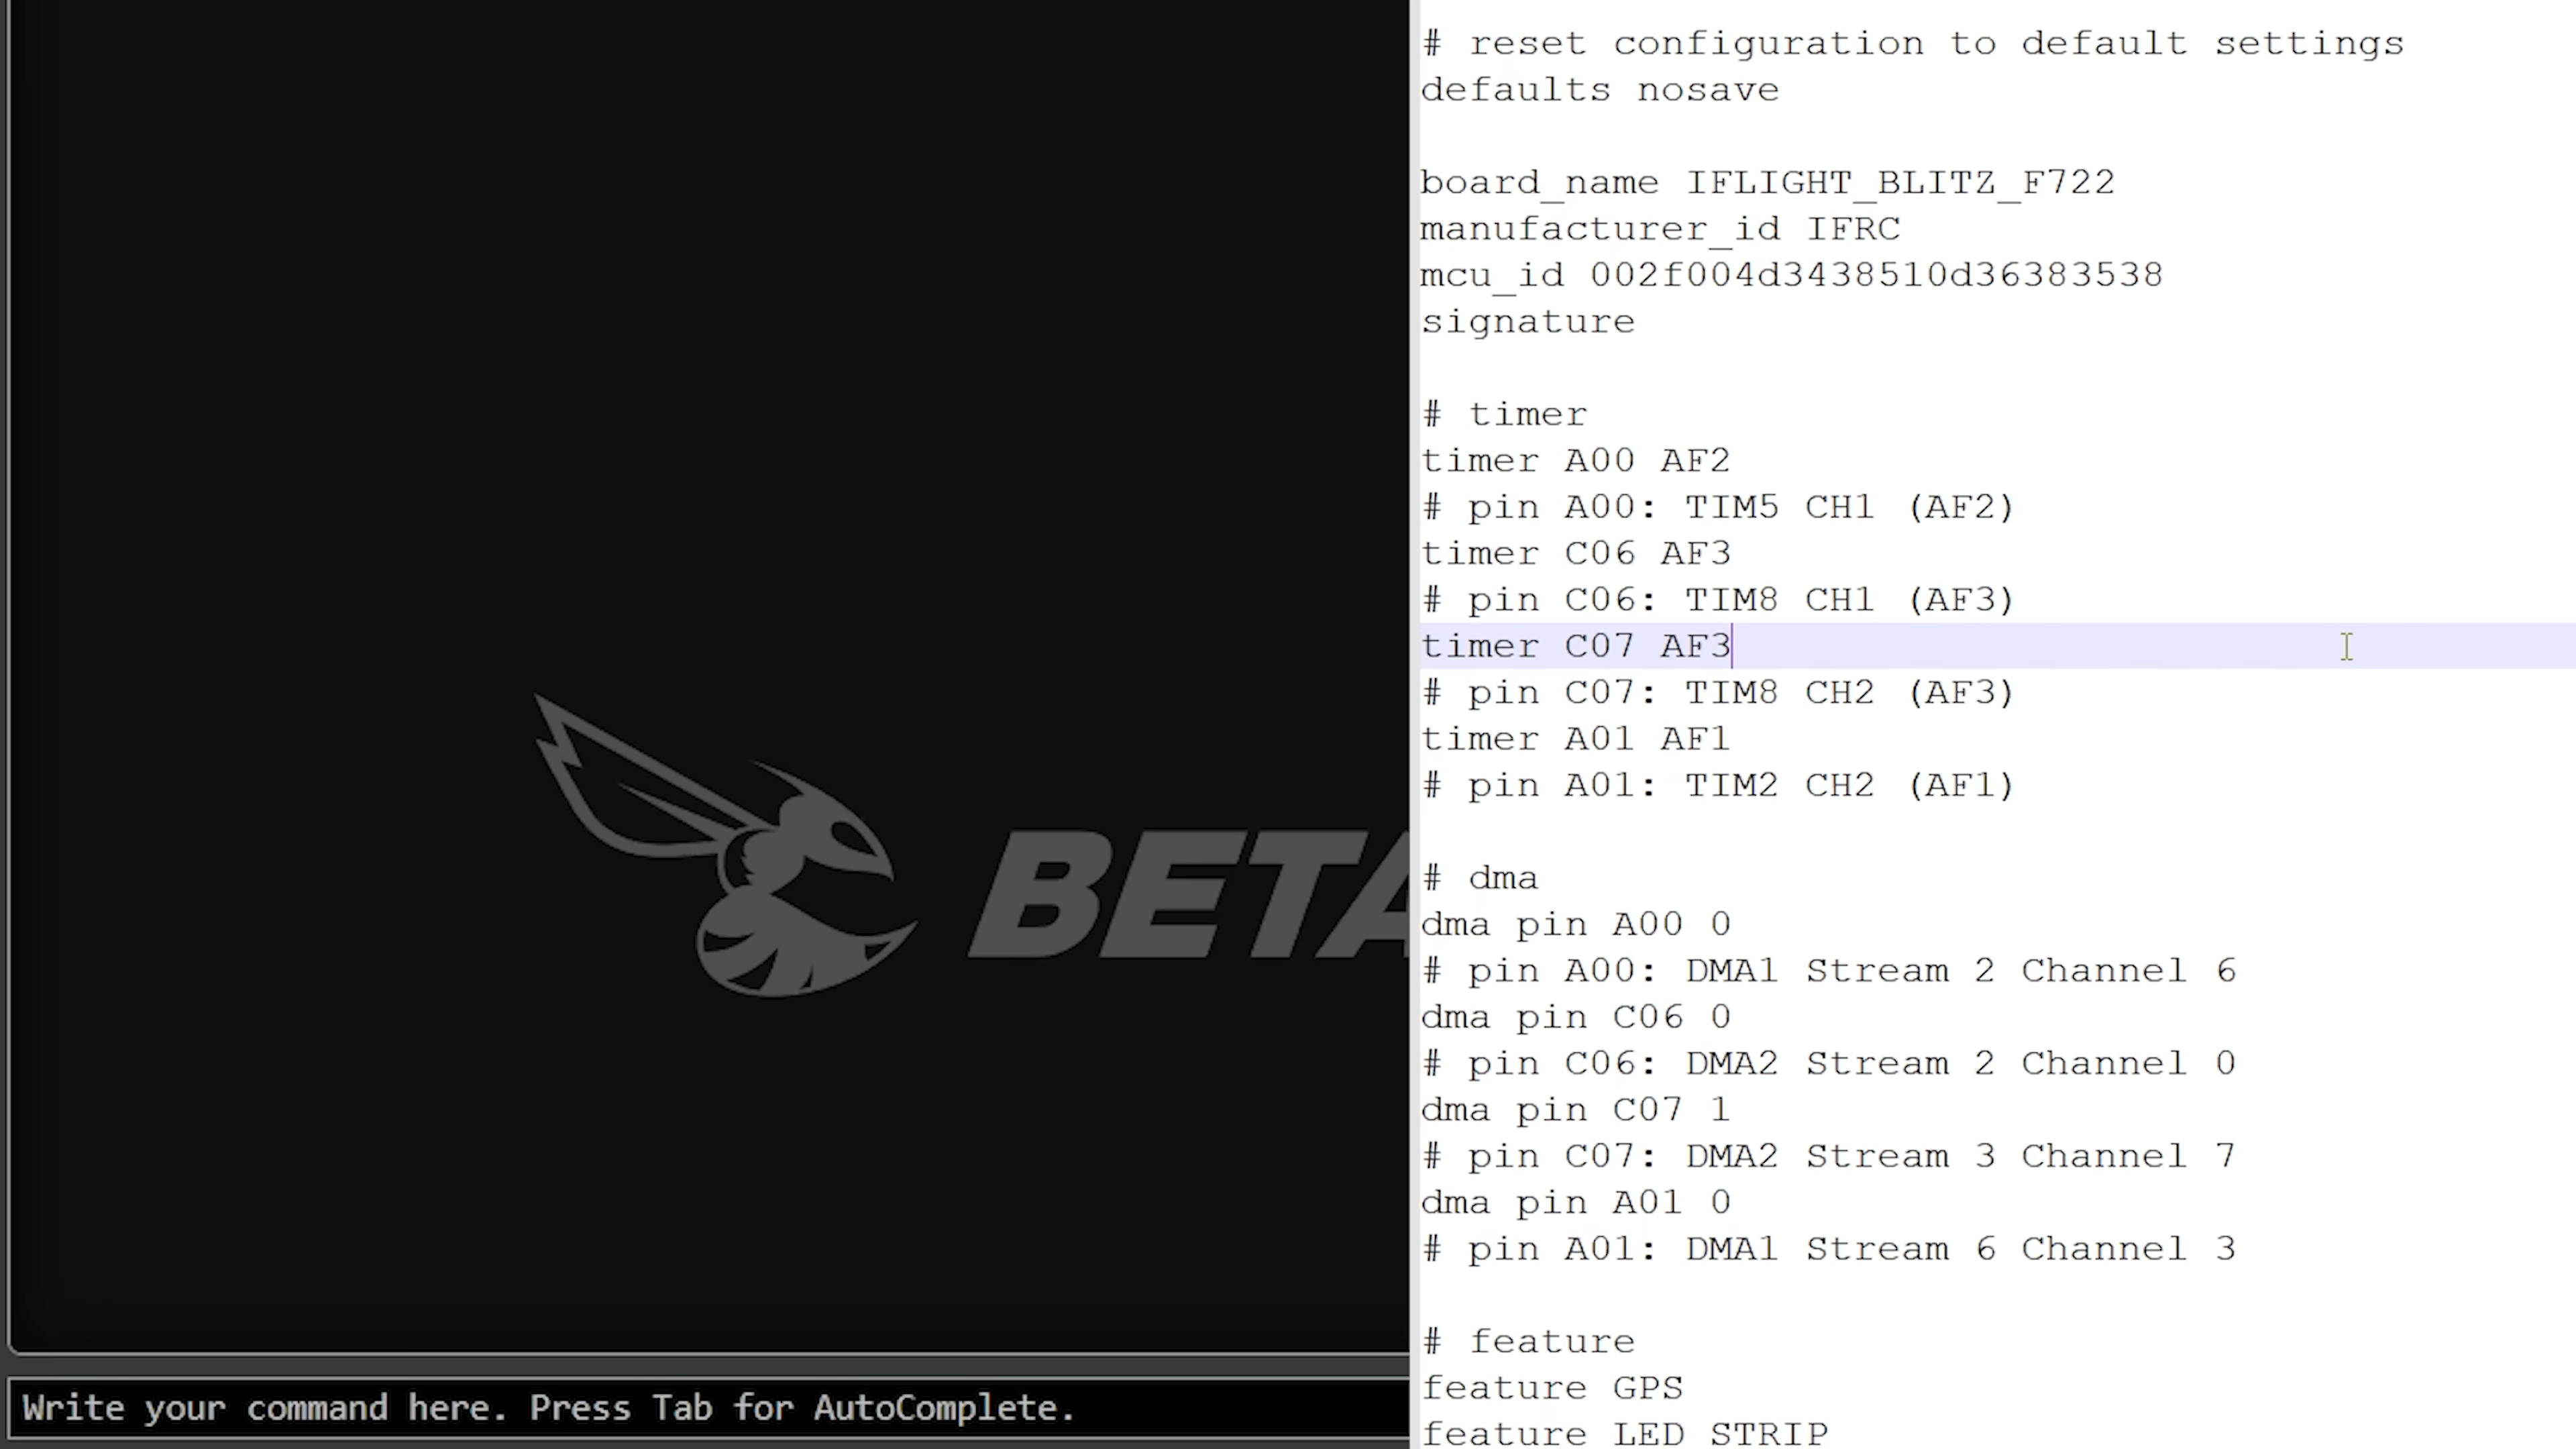 BETA
Write your command here. Press Tab for AutoComplete.
# reset configuration to default settings
defaults nosave
board_name IFLIGHT_BLITZ_F722
manufacturer_id IFRC
mcu_id 002f004d3438510d36383538
signature
# timer
timer A00 AF2
# pin A00: TIM5 CH1 (AF2)
timer C06 AF3
# pin C06: TIM8 CH1 (AF3)
timer C07 AF3
# pin C07: TIM8 CH2 (AF3)
timer A01 AF1
# pin A01: TIM2 CH2 (AF1)
# dma
dma pin A00 0
# pin A00: DMA1 Stream 2 Channel 6
dma pin C06 0
# pin C06: DMA2 Stream 2 Channel 0
dma pin C07 1
# pin C07: DMA2 Stream 3 Channel 7
dma pin A01 0
# pin A01: DMA1 Stream 6 Channel 3
# feature
feature GPS
feature LED STRIP